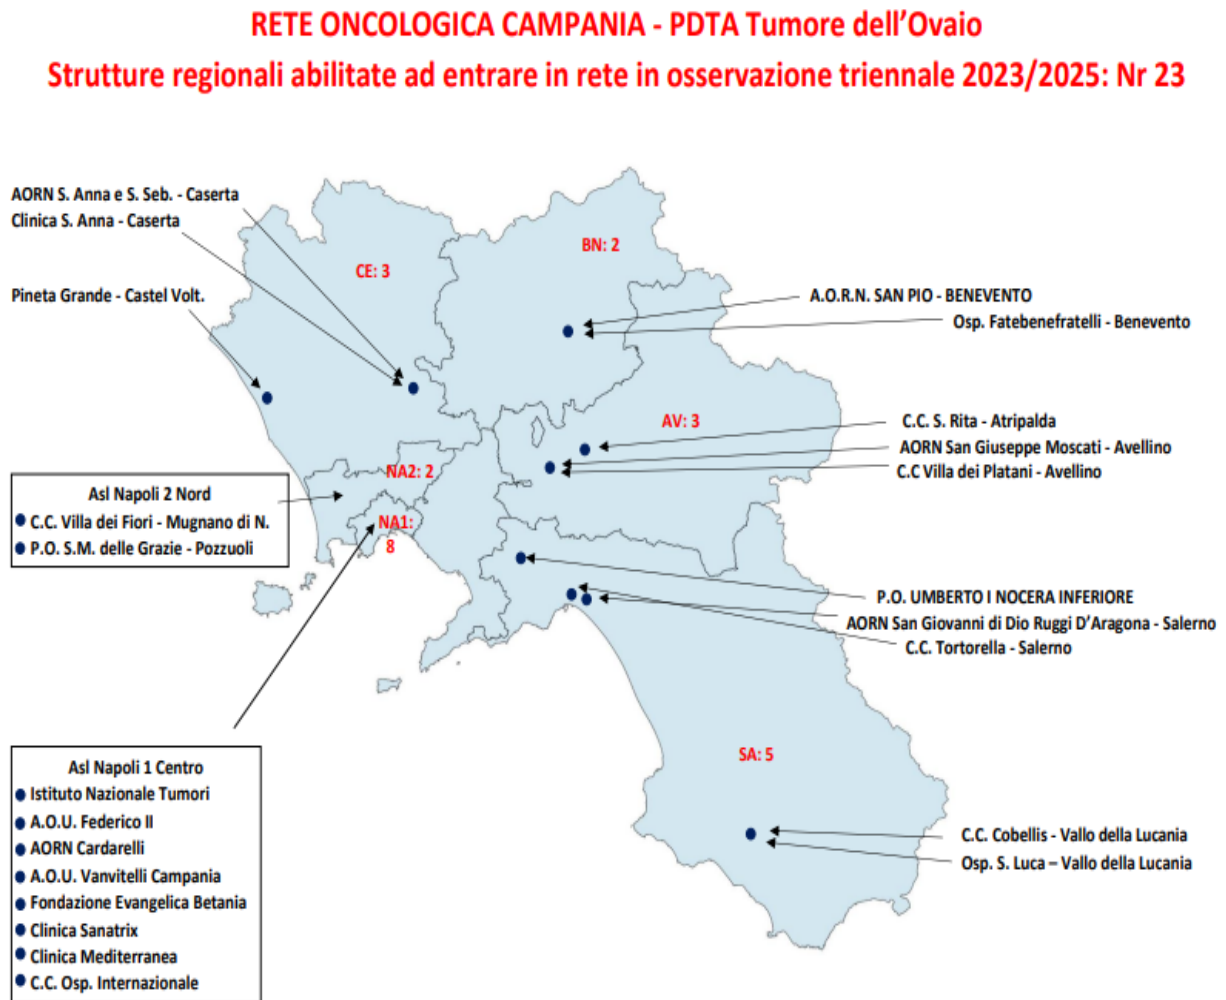 RETE ONCOLOGICA CAMPANIA - PDTA Tumore dell'Ovaio
Strutture regionali abilitate ad entrare in rete in osservazione triennale 2023/2025: Nr 23
AORN S. Anna e S. Seb. - Caserta
Clinica S. Anna - Caserta
Pineta Grande - Castel Volt.
CE: 3
BN: 2
A.O.R.N. SAN PIO - BENEVENTO
Osp. Fatebenefratelli - Benevento
AV: 3
C.C. S. Rita - Atripalda
AORN San Giuseppe Moscati - Avellino
C.C Villa dei Platani - Avellino
NA2: 2
Asl Napoli 2 Nord
C.C. Villa dei Fiori - Mugnano di N.
P.O. S.M. delle Grazie - Pozzuoli
NA1:
8
P.O. UMBERTO I NOCERA INFERIORE
AORN San Giovanni di Dio Ruggi D'Aragona - Salerno
C.C. Tortorella - Salerno
SA: 5
C.C. Cobellis - Vallo della Lucania
Osp. S. Luca – Vallo della Lucania
Asl Napoli 1 Centro
Istituto Nazionale Tumori
A.O.U. Federico II
AORN Cardarelli
A.O.U. Vanvitelli Campania
Fondazione Evangelica Betania
Clinica Sanatrix
Clinica Mediterranea
C.C. Osp. Internazionale